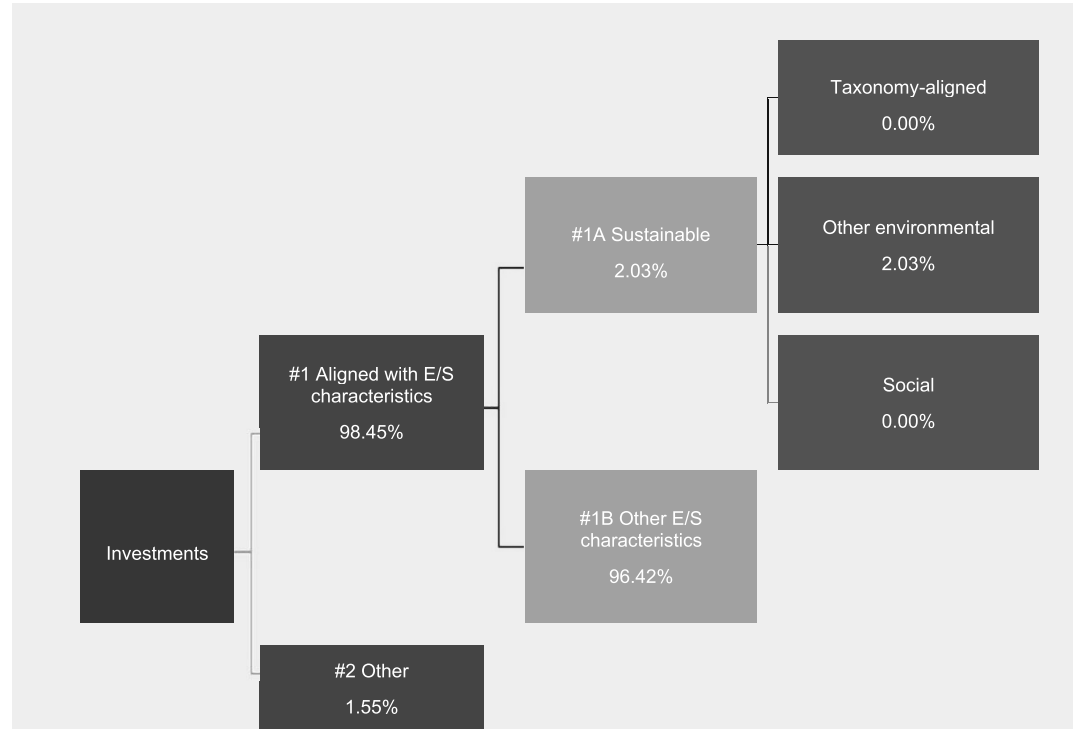 Taxonomy-aligned
0.00%
#1A Sustainable
2.03%
Other environmental
2.03%
#1 Aligned with E/S
characteristics
98.45%
Social
0.00%
Investments
#1B Other E/S
characteristics
96.42%
#2 Other
1.55%